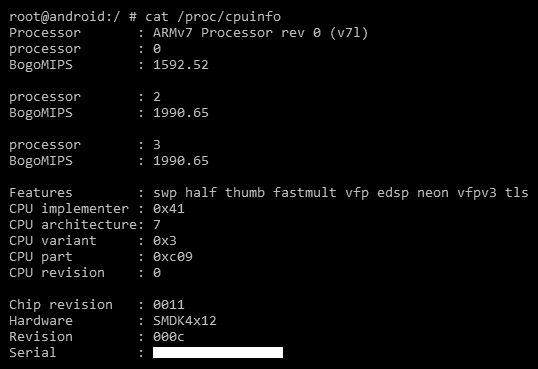 root@android:/ # cat /proc/cpuinfo
Processor       : ARMv7 Processor rev 0 (v7l)
processor       : 0
BogoMIPS        : 1592.52

processor       : 2
BogoMIPS        : 1990.65

processor       : 3
BogoMIPS        : 1990.65

Features        : swp half thumb fastmult vfp edsp neon vfpv3 tls
CPU implementer : 0x41
CPU architecture: 7
CPU variant     : 0x3
CPU part        : 0xc09
CPU revision    : 0

Chip revision   : 0011
Hardware        : SMDK4x12
Revision        : 000c
Serial          :